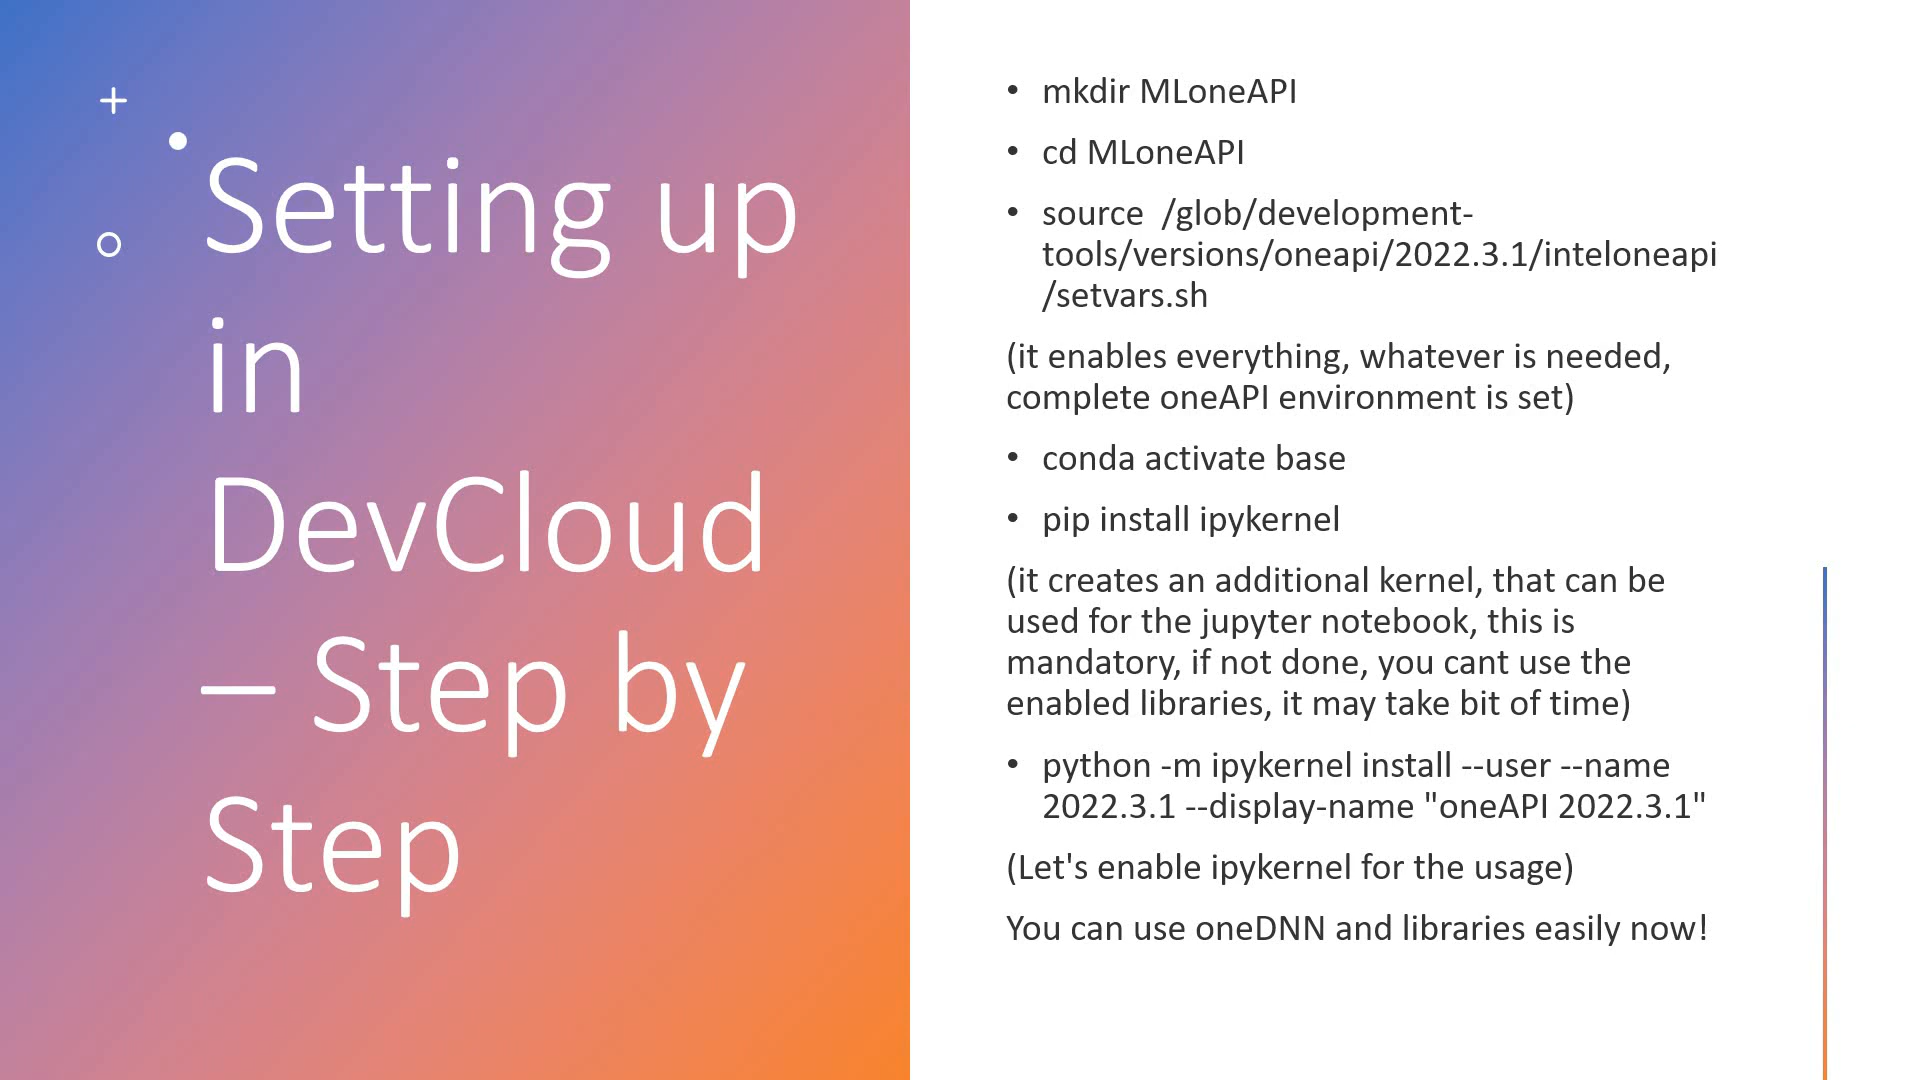 Setting up
in
DevCloud
– Step by
Step
• mkdir MLoneAPI
• cd MLoneAPI
• source  /glob/development-
tools/versions/oneapi/2022.3.1/inteloneapi
/setvars.sh
(it enables everything, whatever is needed,
complete oneAPI environment is set)
• conda activate base
• pip install ipykernel
(it creates an additional kernel, that can be
used for the jupyter notebook, this is
mandatory, if not done, you cant use the
enabled libraries, it may take bit of time)
• python -m ipykernel install --user --name
2022.3.1 --display-name "oneAPI 2022.3.1"
(Let's enable ipykernel for the usage)
You can use oneDNN and libraries easily now!